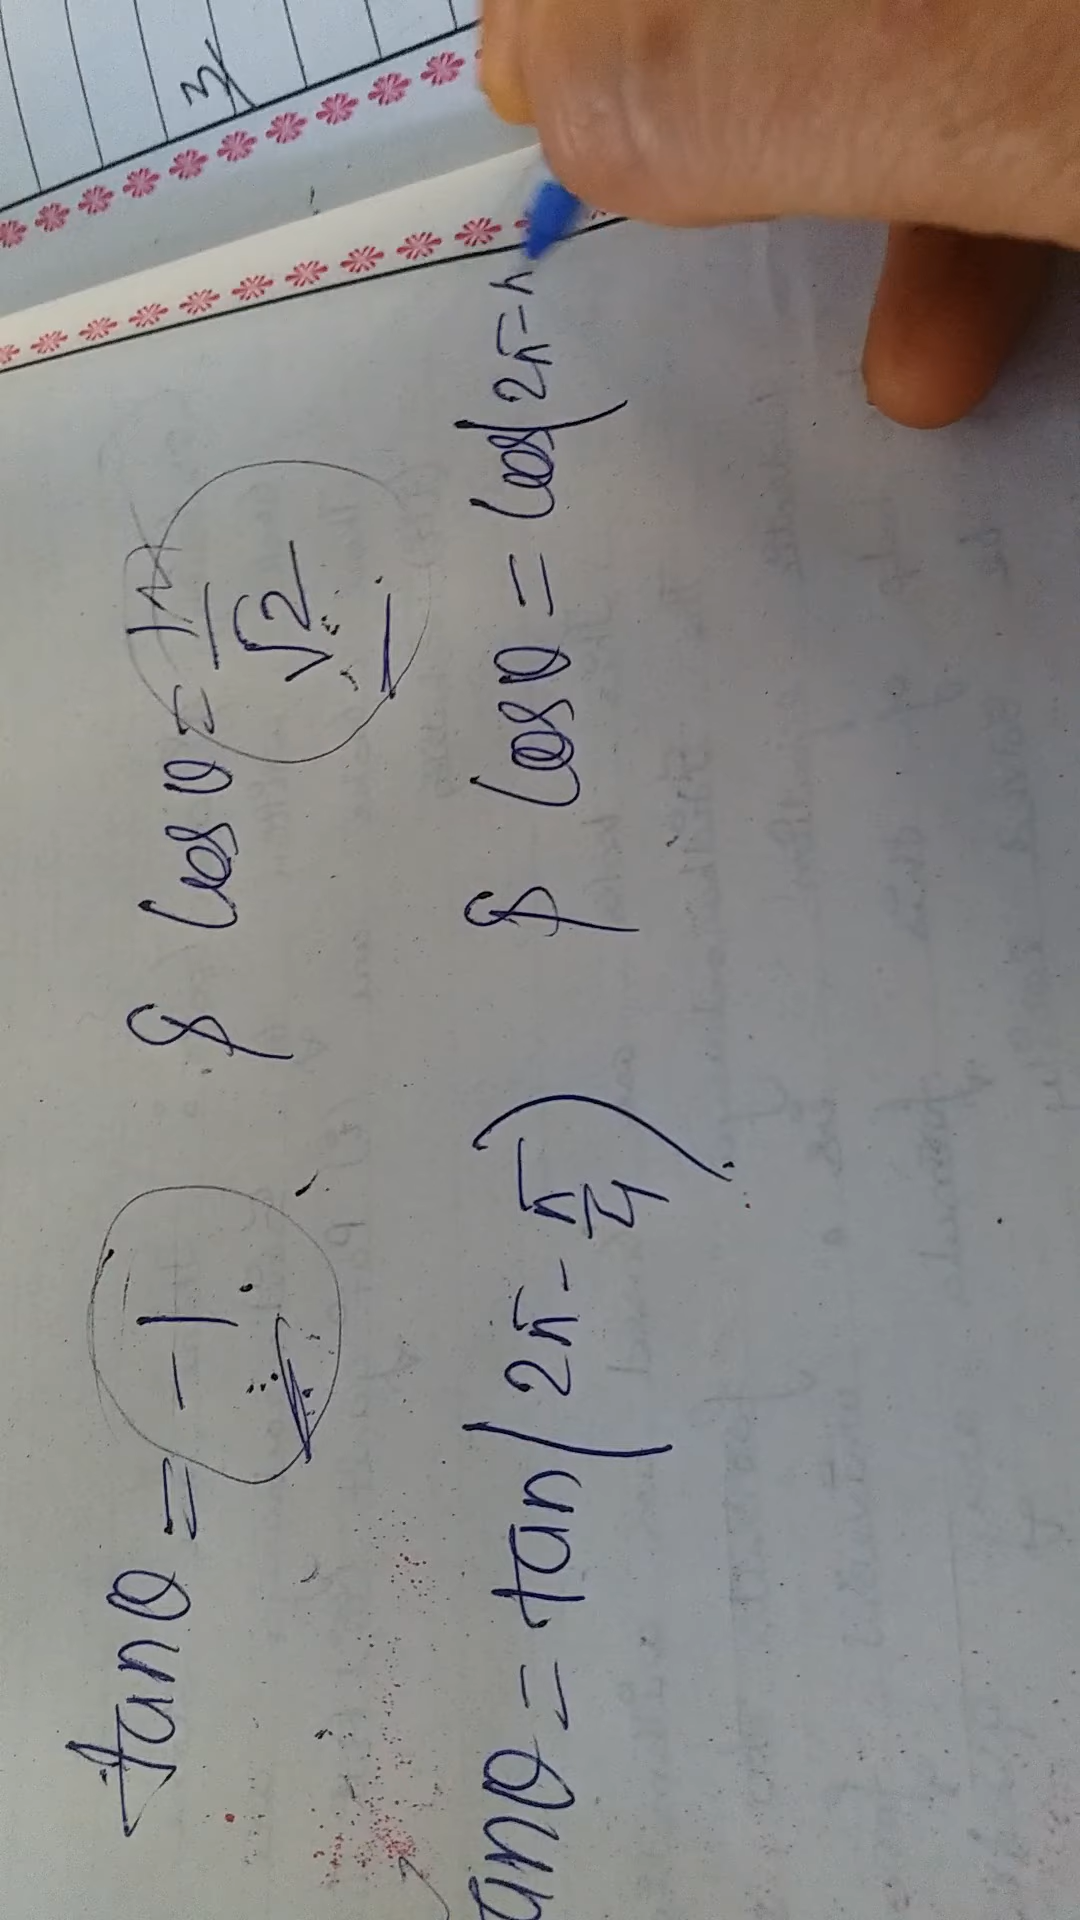 tanθ = -1 & cosθ = 1/√2
tanθ = tan(2π - π/4) & cosθ = cos(2π -